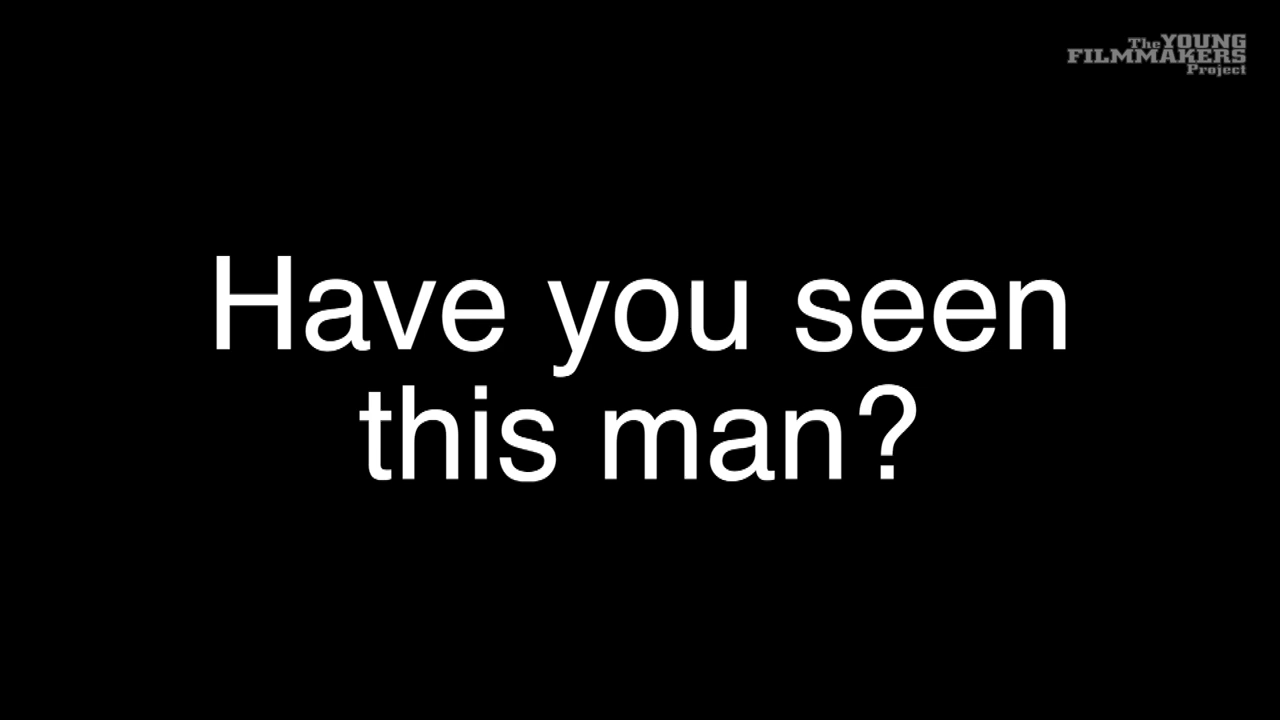 The YOUNG
FILMMAKERS
Project
Have you seen
this man?